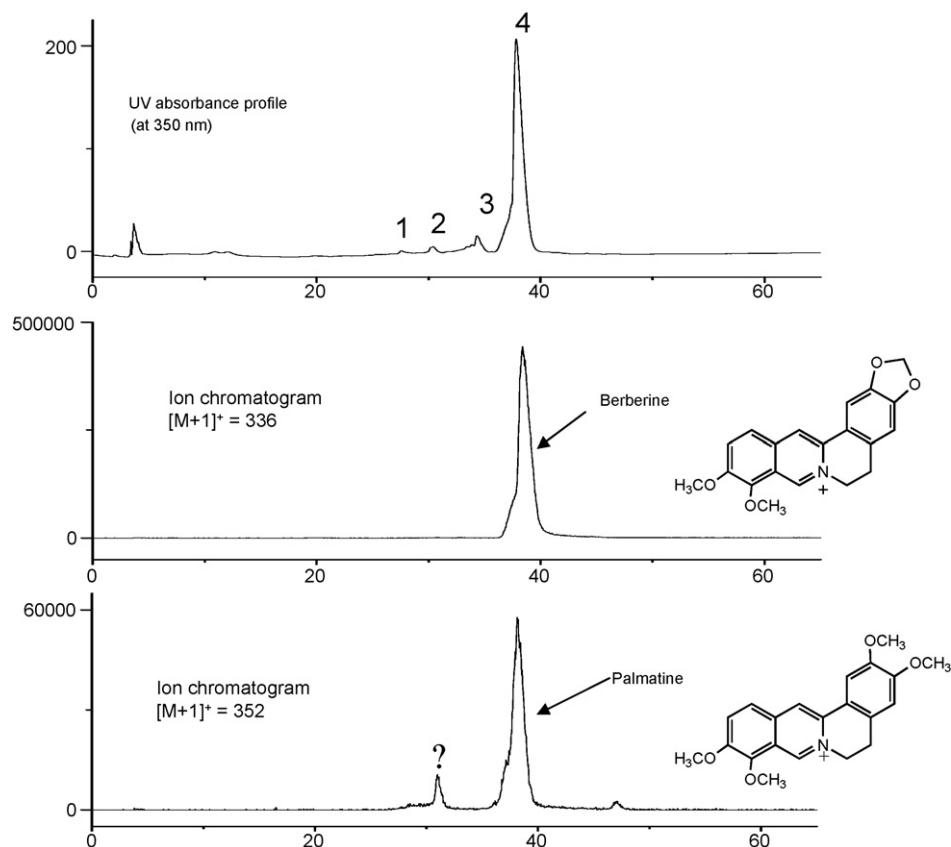 4
200
UV absorbance profile
(at 350 nm)
3
1
2
0
0 20 40 60
500000
Ion chromatogram
[M+1]⁺ = 336
Berberine
O
O
N
+
H₃CO
OCH₃
0
0 20 40 60
60000
OCH₃
OCH₃
Ion chromatogram
[M+1]⁺ = 352
Palmatine
?
N
+
H₃CO
OCH₃
0
0 20 40 60